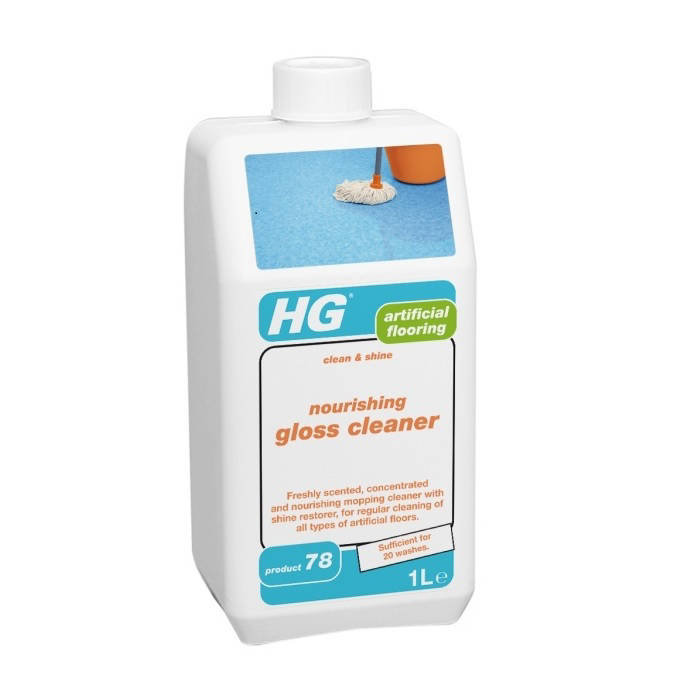 HG®
artificial
flooring
clean & shine
nourishing
gloss cleaner
Freshly scented, concentrated
and nourishing mopping cleaner with
shine restorer, for regular cleaning of
all types of artificial floors.
Sufficient for
20 washes.
product 78
1L℮